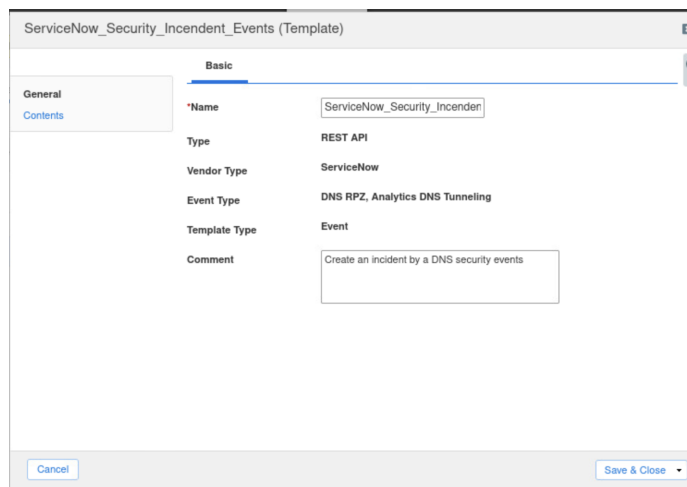 ServiceNow_Security_Incendent_Events (Template)
Basic
General
Contents
*Name
ServiceNow_Security_Incenden
Type
REST API
Vendor Type
ServiceNow
Event Type
DNS RPZ, Analytics DNS Tunneling
Template Type
Event
Comment
Create an incident by a DNS security events
Cancel
Save & Close